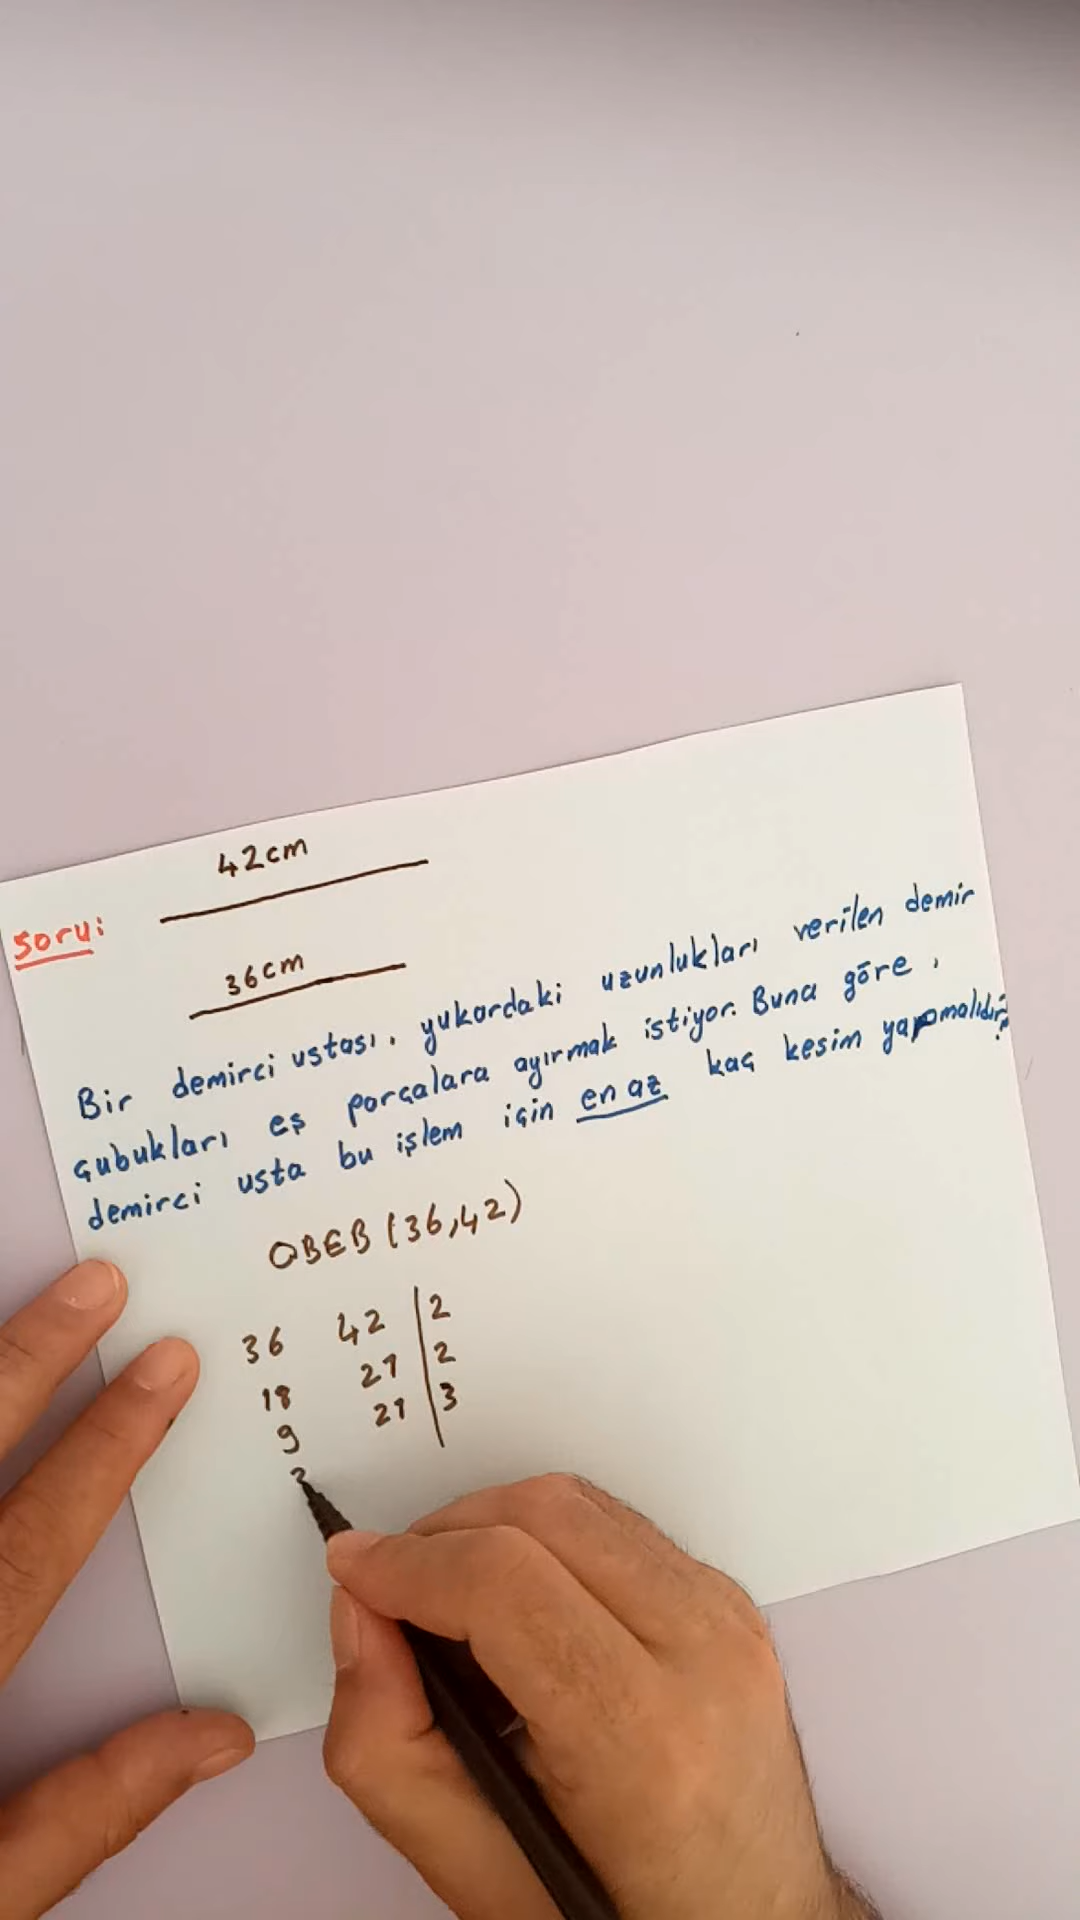 42cm
Soru:
36cm
Bir demirci ustası, yukardaki uzunlukları verilen demir
çubukları eş parçalara ayırmak istiyor. Buna göre,
demirci usta bu işlem için en az kaç kesim yapmalıdır?
OBEB (36,42)
36 42 | 2
18 21 | 2
9 21 | 3
3